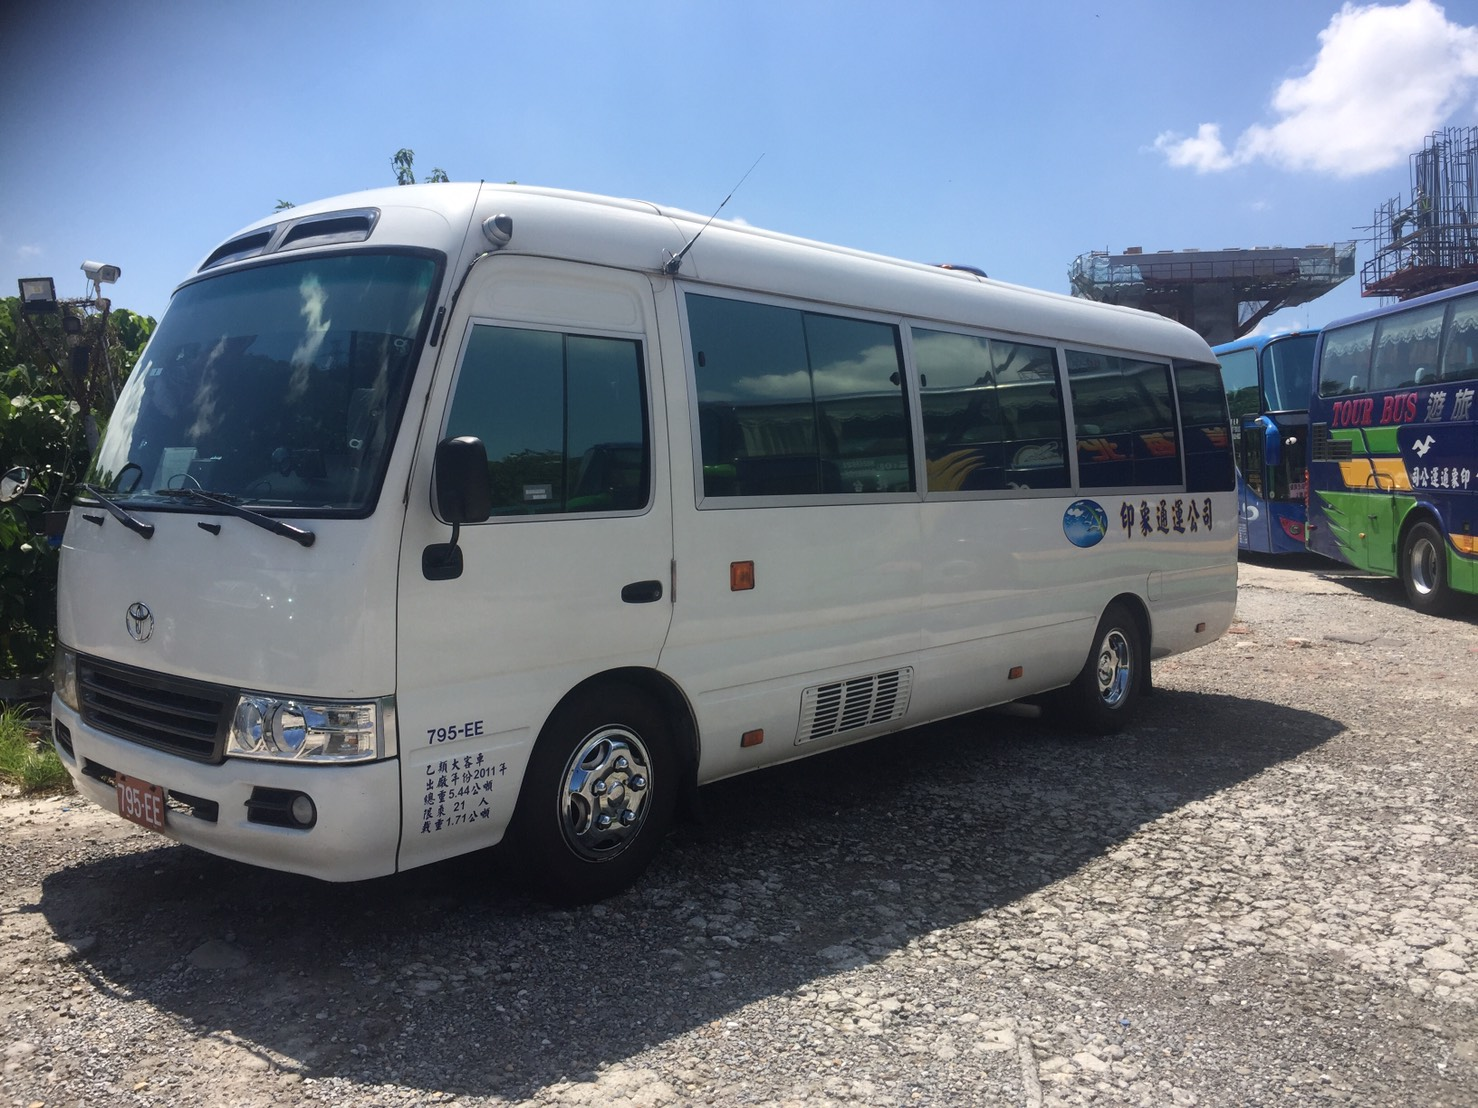 印象通運公司
795-EE
乙類大客車
出廠年份2011年
總重5.44公噸
限乘 21 人
載重1.71公噸
795-EE
TOUR BUS 遊旅
司公運通象印